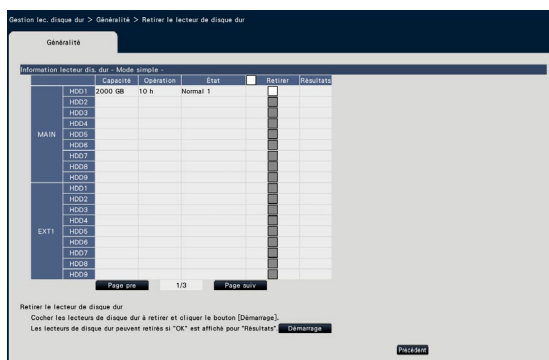 Gestion lec. disque dur > Généralité > Retirer le lecteur de disque dur
Généralité
Information lecteur dis. dur - Mode simple -
Capacité Opération État Retirer Résultats
MAIN
HDD1 2000 GB 10 h Normal 1
HDD2
HDD3
HDD4
HDD5
HDD6
HDD7
HDD8
HDD9
EXT1
HDD1
HDD2
HDD3
HDD4
HDD5
HDD6
HDD7
HDD8
HDD9
Page pre 1/3 Page suiv
Retirer le lecteur de disque dur
Cocher les lecteurs de disque dur à retirer et cliquer le bouton [Démarrage].
Les lecteurs de disque dur peuvent retirés si "OK" est affiché pour "Résultats". Démarrage
Précédent